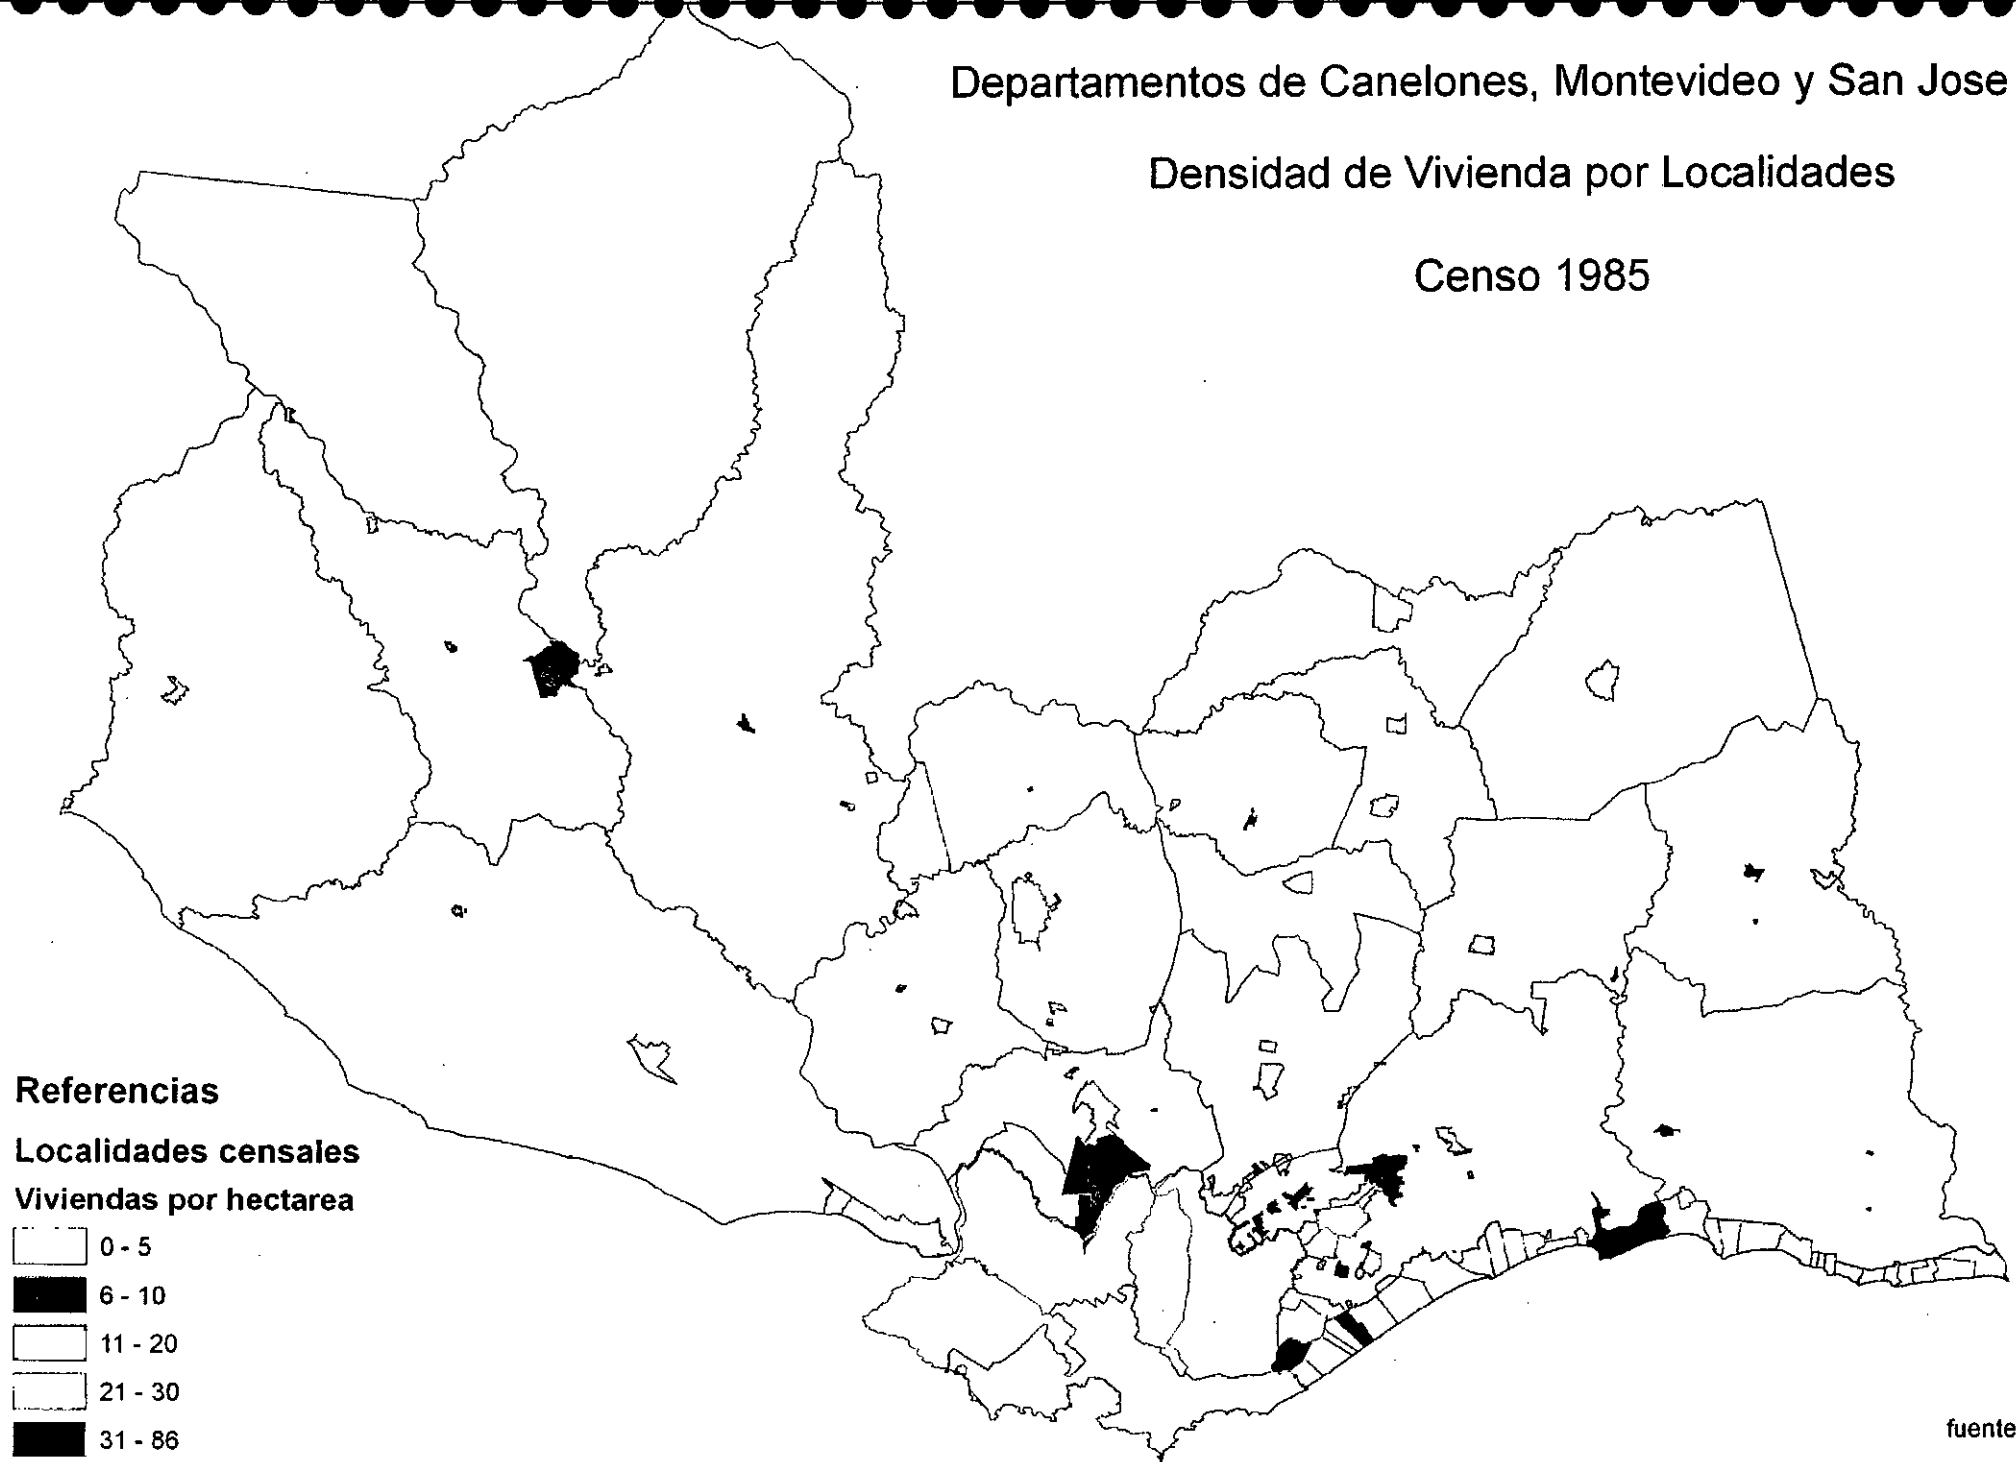 Departamentos de Canelones, Montevideo y San Jose
Densidad de Vivienda por Localidades
Censo 1985
Referencias
Localidades censales
Viviendas por hectarea
0 - 5
6 - 10
11 - 20
21 - 30
31 - 86
fuente